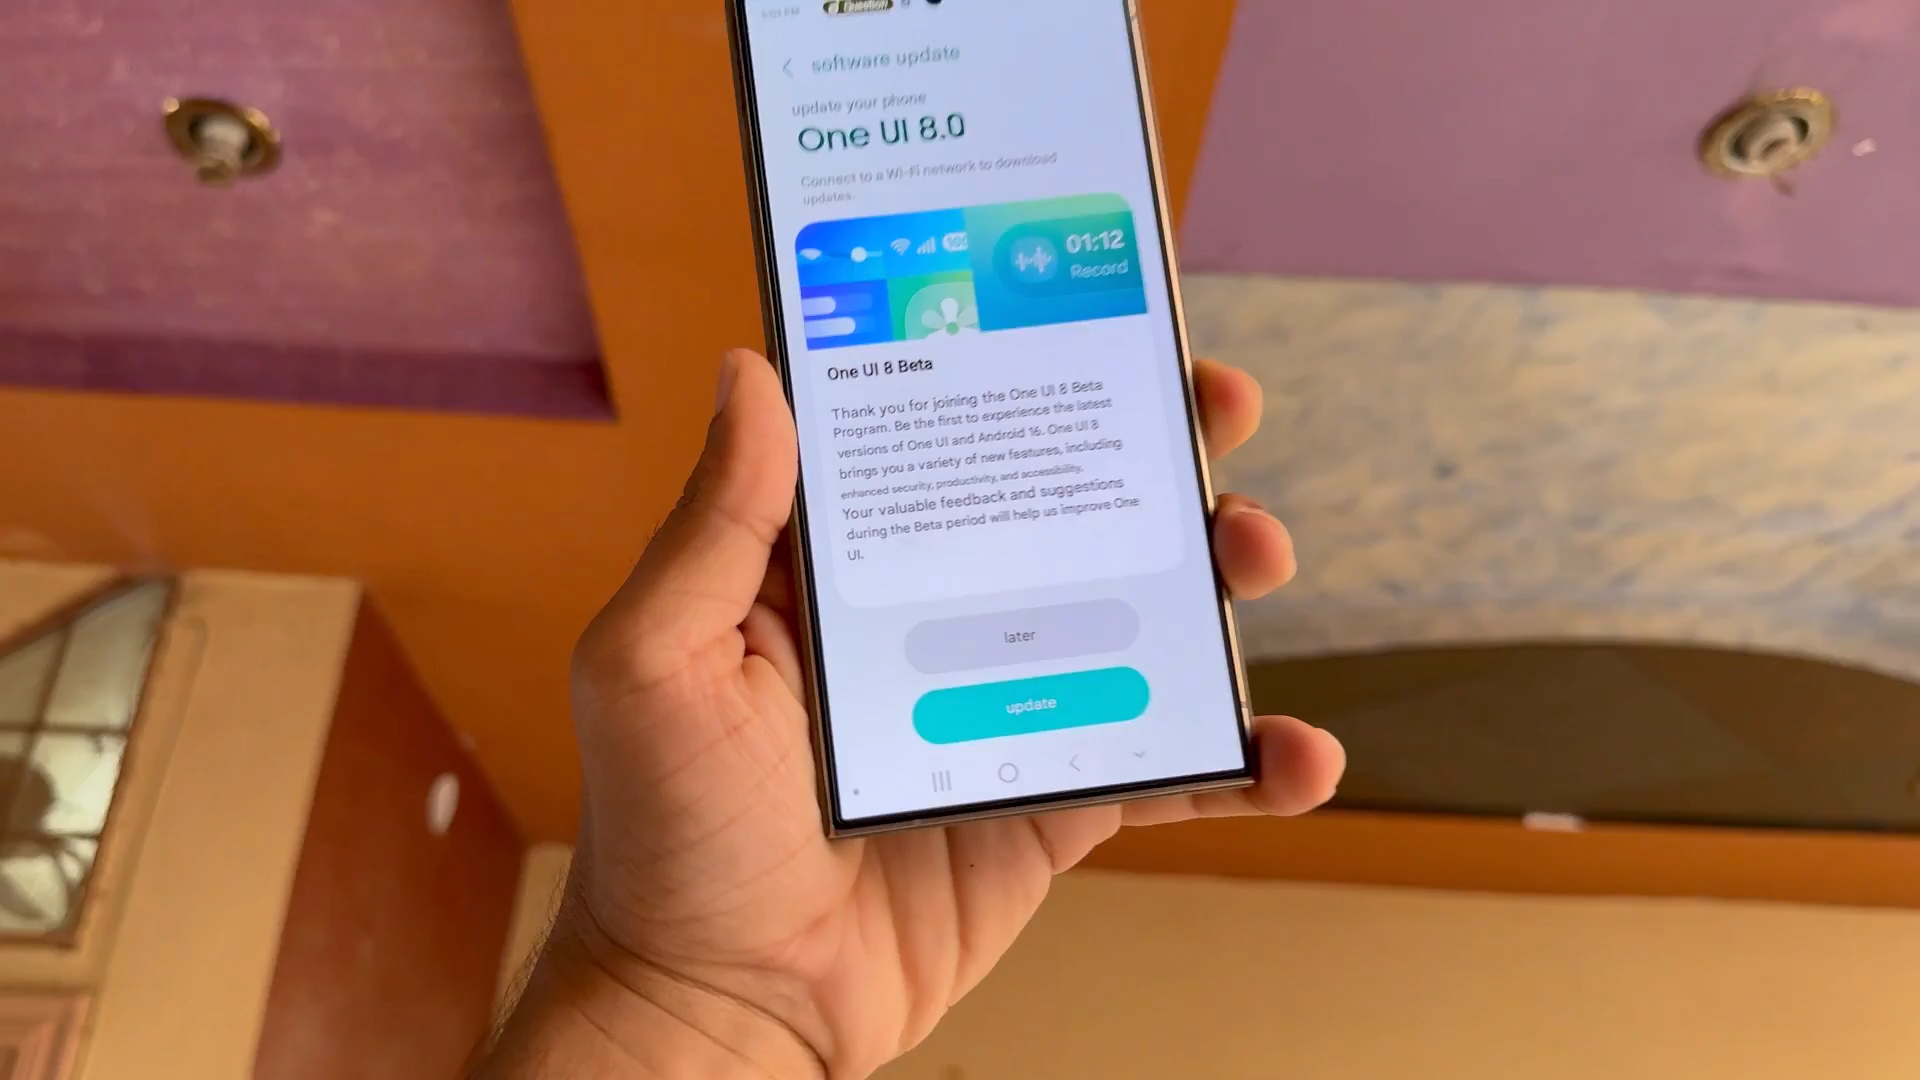 Question
software update
update your phone
One UI 8.0
Connect to a Wi-Fi network to download
updates.
01:12
Record
One UI 8 Beta
Thank you for joining the One UI 8 Beta
Program. Be the first to experience the latest
versions of One UI and Android 16. One UI 8
brings you a variety of new features, including
enhanced security, productivity, and accessibility.
Your valuable feedback and suggestions
during the Beta period will help us improve One
UI.
later
update